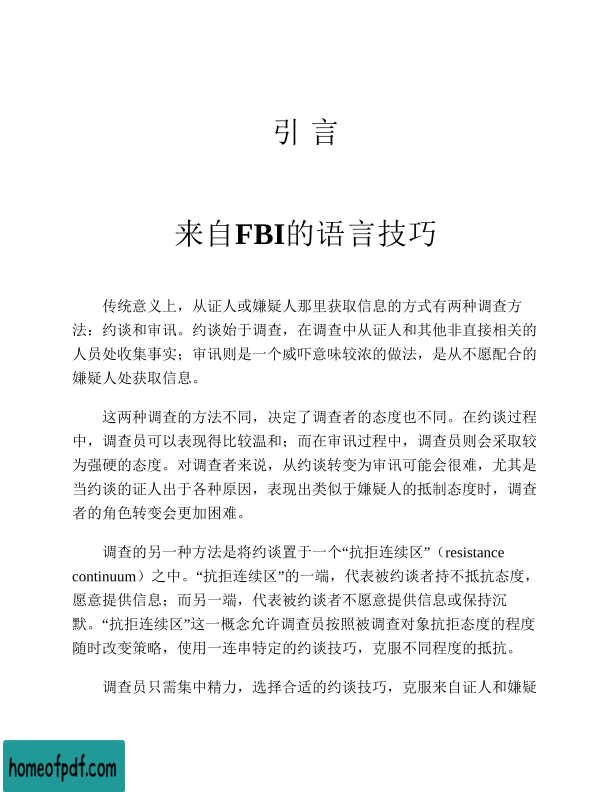 引 言
来自FBI的语言技巧
传统意义上，从证人或嫌疑人那里获取信息的方式有两种调查方
法：约谈和审讯。约谈始于调查，在调查中从证人和其他非直接相关的
人员处收集事实；审讯则是一个威吓意味较浓的做法，是从不愿配合的
嫌疑人处获取信息。
这两种调查的方法不同，决定了调查者的态度也不同。在约谈过程
中，调查员可以表现得比较温和；而在审讯过程中，调查员则会采取较
为强硬的态度。对调查者来说，从约谈转变为审讯可能会很难，尤其是
当约谈的证人出于各种原因，表现出类似于嫌疑人的抵制态度时，调查
者的角色转变会更加困难。
调查的另一种方法是将约谈置于一个“抗拒连续区”（resistance
continuum）之中。“抗拒连续区”的一端，代表被约谈者持不抵抗态度，
愿意提供信息；而另一端，代表被约谈者不愿意提供信息或保持沉
默。“抗拒连续区”这一概念允许调查员按照被调查对象抗拒态度的程度
随时改变策略，使用一连串特定的约谈技巧，克服不同程度的抵抗。
调查员只需集中精力，选择合适的约谈技巧，克服来自证人和嫌疑
homeofpdf.com